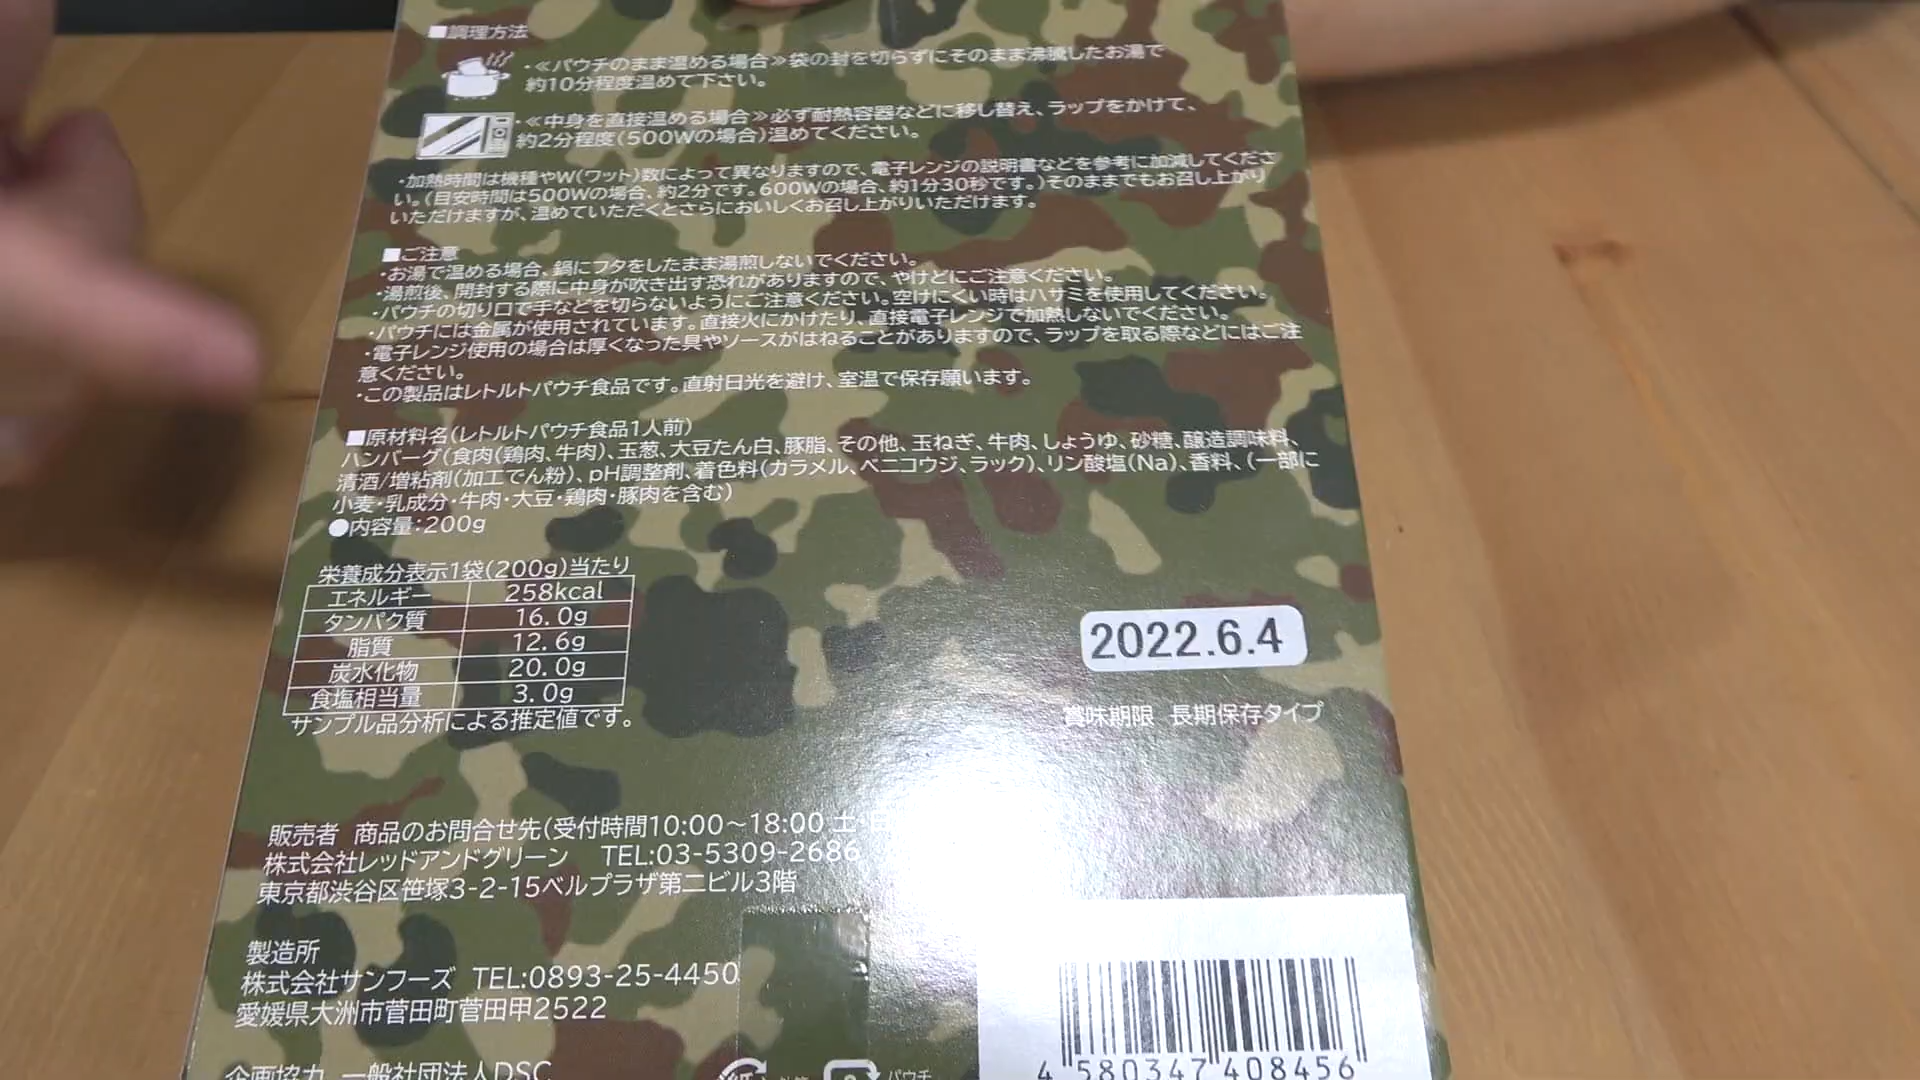 ■調理方法
・≪パウチのまま温める場合≫袋の封を切らずにそのまま沸騰したお湯で
約10分程度温めて下さい。
・≪中身を直接温める場合≫必ず耐熱容器などに移し替え、ラップをかけて、
約2分程度(500Wの場合)温めてください。
・加熱時間は機種やW(ワット)数によって異なりますので、電子レンジの説明書などを参考に加減してくださ
い。(目安時間は500Wの場合、約2分です。600Wの場合、約1分30秒です。)そのままでもお召し上がり
いただけますが、温めていただくとさらにおいしくお召し上がりいただけます。
■ご注意
・お湯で温める場合、鍋にフタをしたまま湯煎しないでください。
・湯煎後、開封する際に中身が吹き出す恐れがありますので、やけどにご注意ください。
・パウチの切り口で手などを切らないようにご注意ください。空けにくい時はハサミを使用してください。
・パウチには金属が使用されています。直接火にかけたり、直接電子レンジで加熱しないでください。
・電子レンジ使用の場合は厚くなった具やソースがはねることがありますので、ラップを取る際などにはご注
意ください。
・この製品はレトルトパウチ食品です。直射日光を避け、室温で保存願います。
■原材料名(レトルトパウチ食品1人前)
ハンバーグ(食肉(鶏肉、牛肉)、玉葱、大豆たん白、豚脂、その他、玉ねぎ、牛肉、しょうゆ、砂糖、醸造調味料、
清酒/増粘剤(加工でん粉)、pH調整剤、着色料(カラメル、ベニコウジ、ラック)、リン酸塩(Na)、香料、(一部に
小麦・乳成分・牛肉・大豆・鶏肉・豚肉を含む)
●内容量:200g
栄養成分表示1袋(200g)当たり
エネルギー 258kcal
タンパク質 16.0g
脂質 12.6g
炭水化物 20.0g
食塩相当量 3.0g
サンプル品分析による推定値です。
2022.6.4
賞味期限 長期保存タイプ
販売者 商品のお問合せ先(受付時間10:00～18:00 土・日
株式会社レッドアンドグリーン TEL:03-5309-2686
東京都渋谷区笹塚3-2-15ベルプラザ第二ビル3階
製造所
株式会社サンフーズ TEL:0893-25-4450
愛媛県大洲市菅田町菅田甲2522
企画協力 一般社団法人DSC
パウチ
4 580347 408456